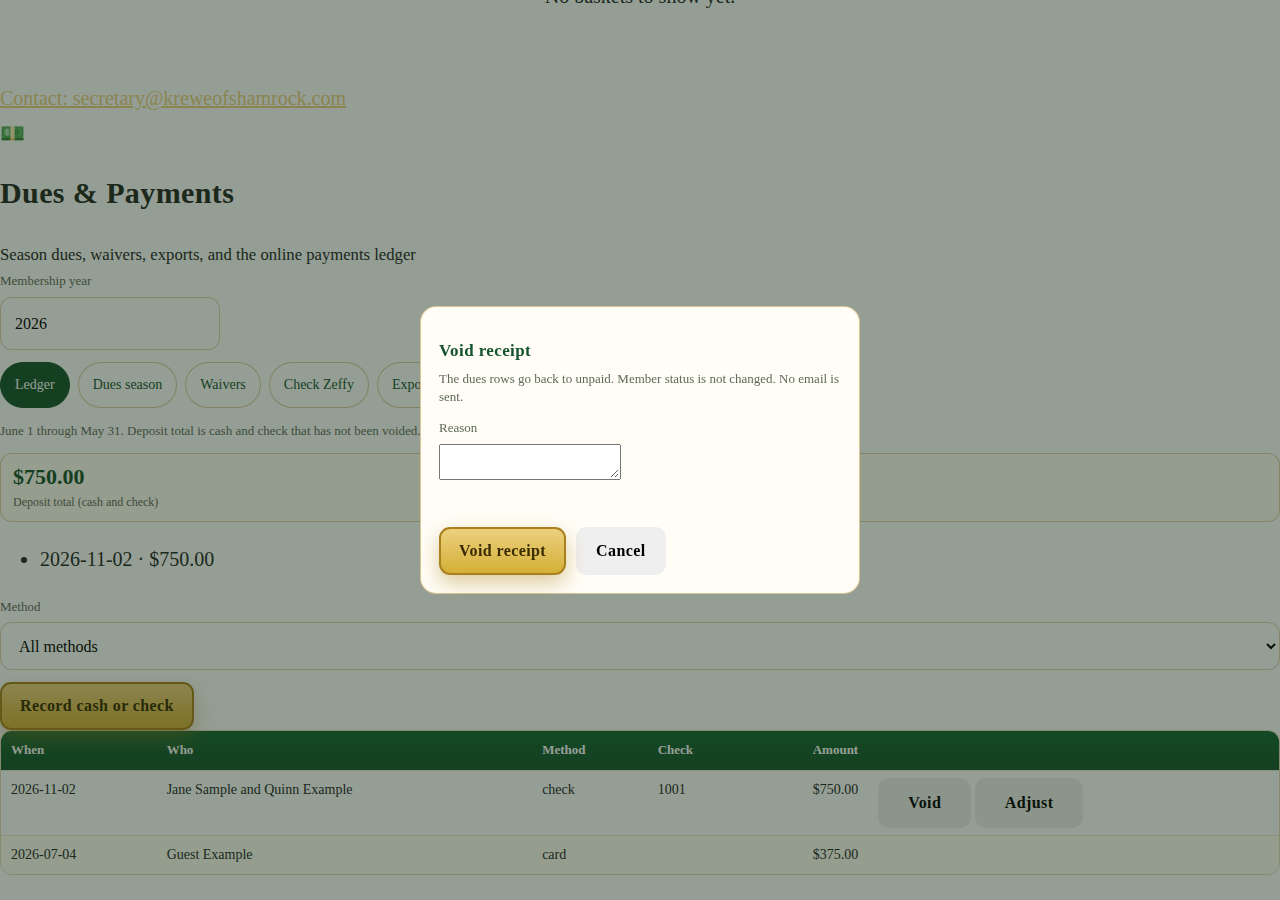 No baskets to show yet.
Contact: secretary@kreweofshamrock.com
Dues & Payments
Season dues, waivers, exports, and the online payments ledger
Membership year
2026
Ledger
Dues season
Waivers
Check Zeffy
Expo
June 1 through May 31. Deposit total is cash and check that has not been voided.
$750.00
Deposit total (cash and check)
2026-11-02 · $750.00
Method
All methods
Record cash or check
When Who Method Check Amount
2026-11-02 Jane Sample and Quinn Example check 1001 $750.00 Void Adjust
2026-07-04 Guest Example card $375.00
Void receipt
The dues rows go back to unpaid. Member status is not changed. No email is
sent.
Reason
Void receipt Cancel